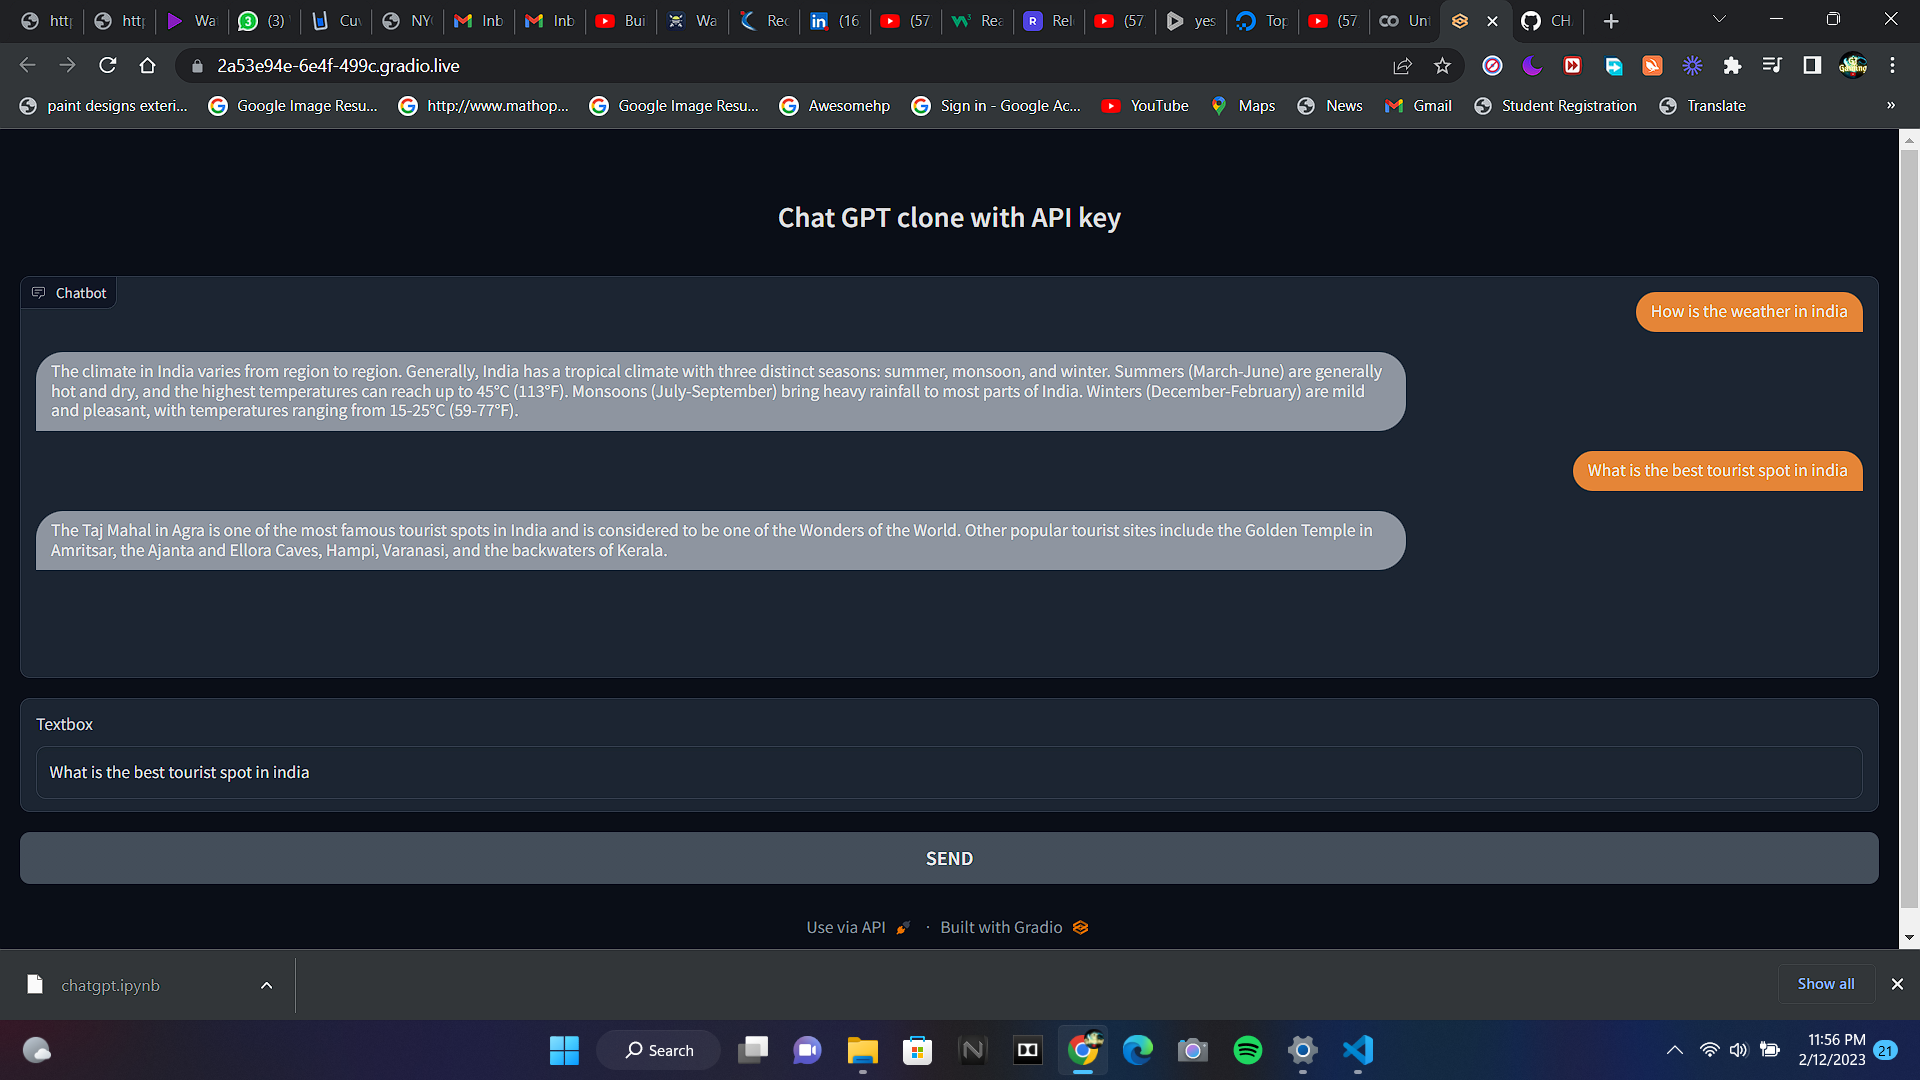 htt
htt
Wa
3
(3)
Cu
NY
Inb
Inb
Bui
Wa
Rec
(16
(57
Rea
R
Rel
(57
yes
Top
(57
Un
CH
2a53e94e-6e4f-499c.gradio.live
paint designs exteri...
Google Image Resu...
http://www.mathop...
Google Image Resu...
Awesomehp
Sign in - Google Ac...
YouTube
Maps
News
Gmail
Student Registration
Translate
»
Chat GPT clone with API key
Chatbot
How is the weather in india
The climate in India varies from region to region. Generally, India has a tropical climate with three distinct seasons: summer, monsoon, and winter. Summers (March-June) are generally
hot and dry, and the highest temperatures can reach up to 45°C (113°F). Monsoons (July-September) bring heavy rainfall to most parts of India. Winters (December-February) are mild
and pleasant, with temperatures ranging from 15-25°C (59-77°F).
What is the best tourist spot in india
The Taj Mahal in Agra is one of the most famous tourist spots in India and is considered to be one of the Wonders of the World. Other popular tourist sites include the Golden Temple in
Amritsar, the Ajanta and Ellora Caves, Hampi, Varanasi, and the backwaters of Kerala.
Textbox
What is the best tourist spot in india
SEND
Use via API · Built with Gradio
chatgpt.ipynb
Show all
Search
11:56 PM
2/12/2023
21